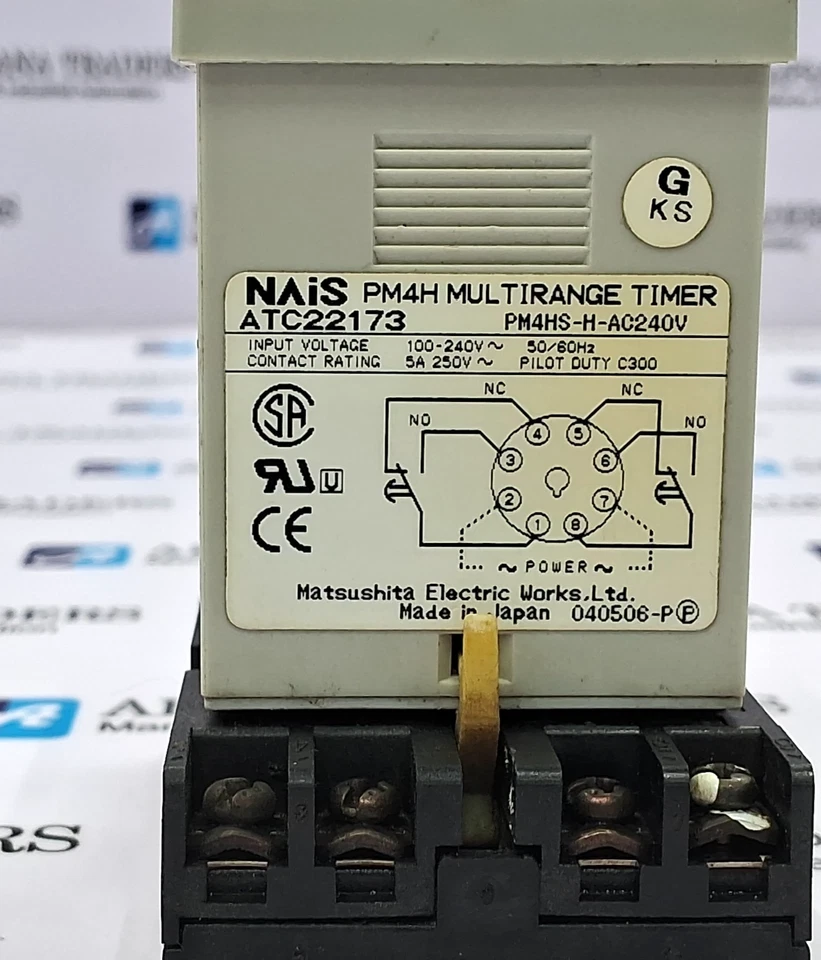 G
KS
NAiS PM4H MULTIRANGE TIMER
ATC22173 PM4HS-H-AC240V
INPUT VOLTAGE 100-240V~ 50/60Hz
CONTACT RATING 5A 250V~ PILOT DUTY C300
NC NC
NO NO
4 5
3 6
2 7
1 8
SA
RU U
CE
~ POWER ~
Matsushita Electric Works,Ltd.
Made in Japan 040506-P P